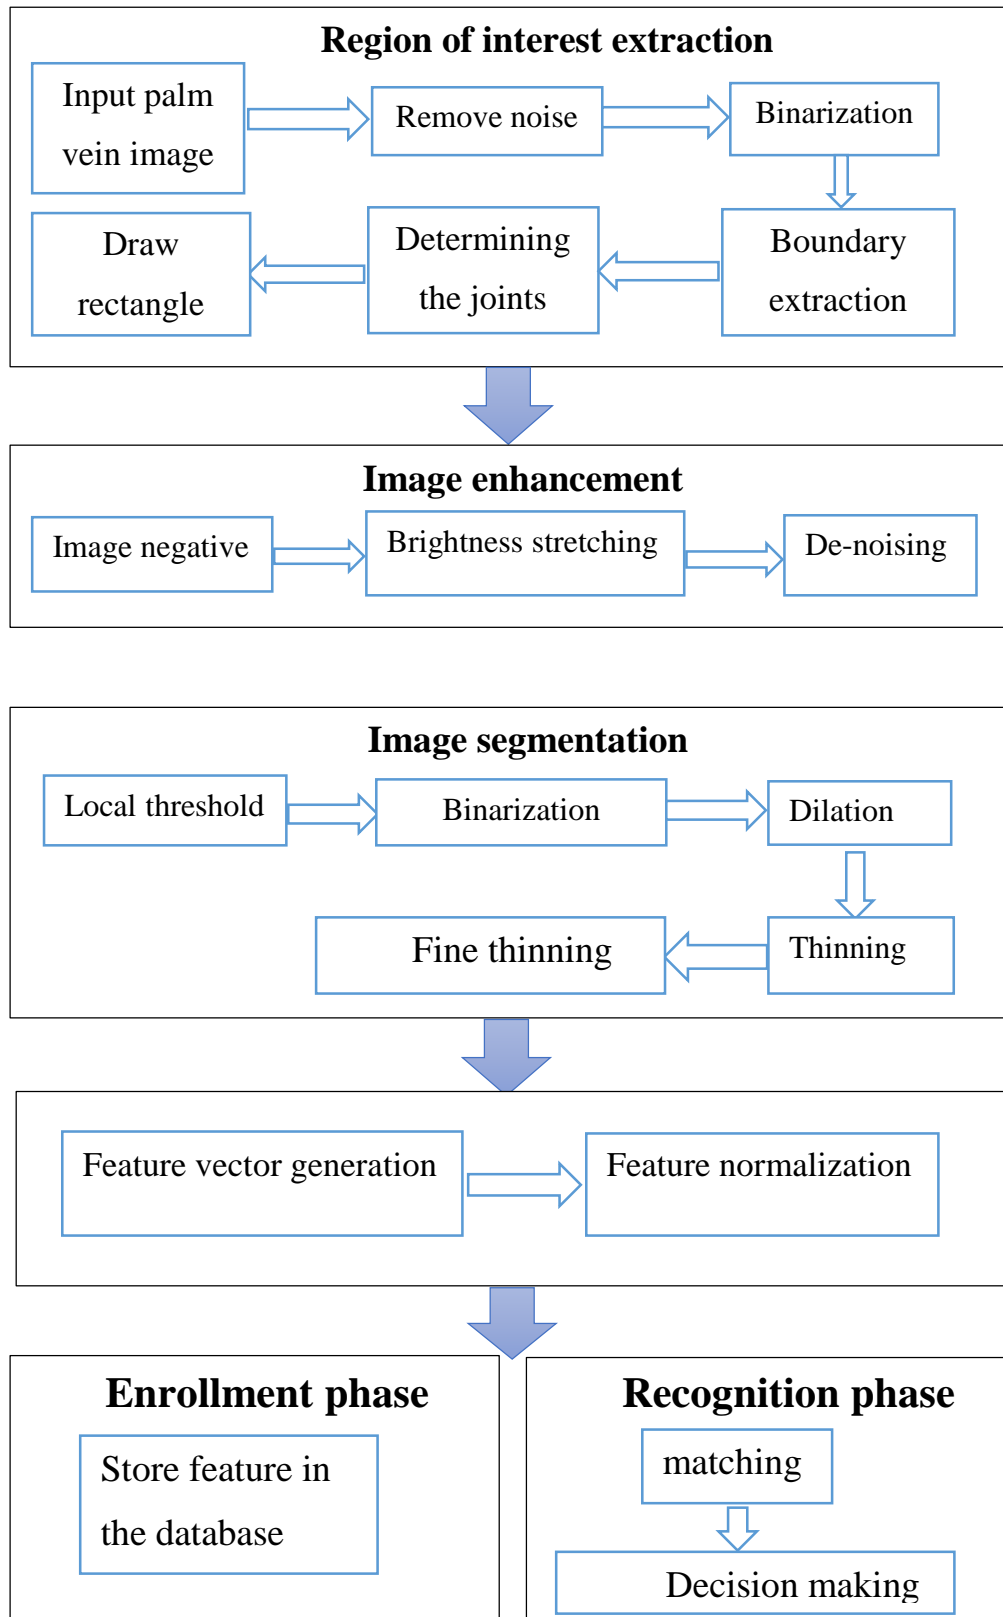 Region of interest extraction
Input palm
vein image
Remove noise
Binarization
Draw
rectangle
Determining
the joints
Boundary
extraction
Image enhancement
Image negative
Brightness stretching
De-noising
Image segmentation
Local threshold
Binarization
Dilation
Fine thinning
Thinning
Feature vector generation
Feature normalization
Enrollment phase
Store feature in
the database
Recognition phase
matching
Decision making